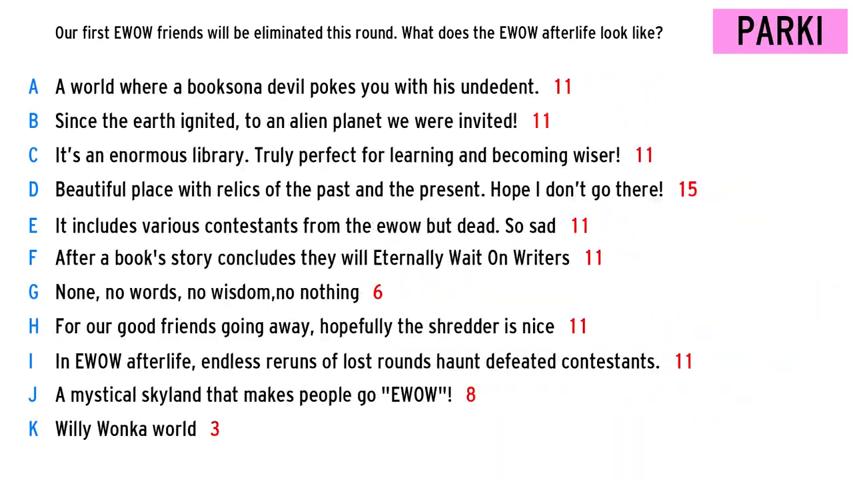 Our first EWOW friends will be eliminated this round. What does the EWOW afterlife look like?
PARKI
A A world where a booksona devil pokes you with his undedent. 11
B Since the earth ignited, to an alien planet we were invited! 11
C It's an enormous library. Truly perfect for learning and becoming wiser! 11
D Beautiful place with relics of the past and the present. Hope I don't go there! 15
E It includes various contestants from the ewow but dead. So sad 11
F After a book's story concludes they will Eternally Wait On Writers 11
G None, no words, no wisdom,no nothing 6
H For our good friends going away, hopefully the shredder is nice 11
I In EWOW afterlife, endless reruns of lost rounds haunt defeated contestants. 11
J A mystical skyland that makes people go "EWOW"! 8
K Willy Wonka world 3